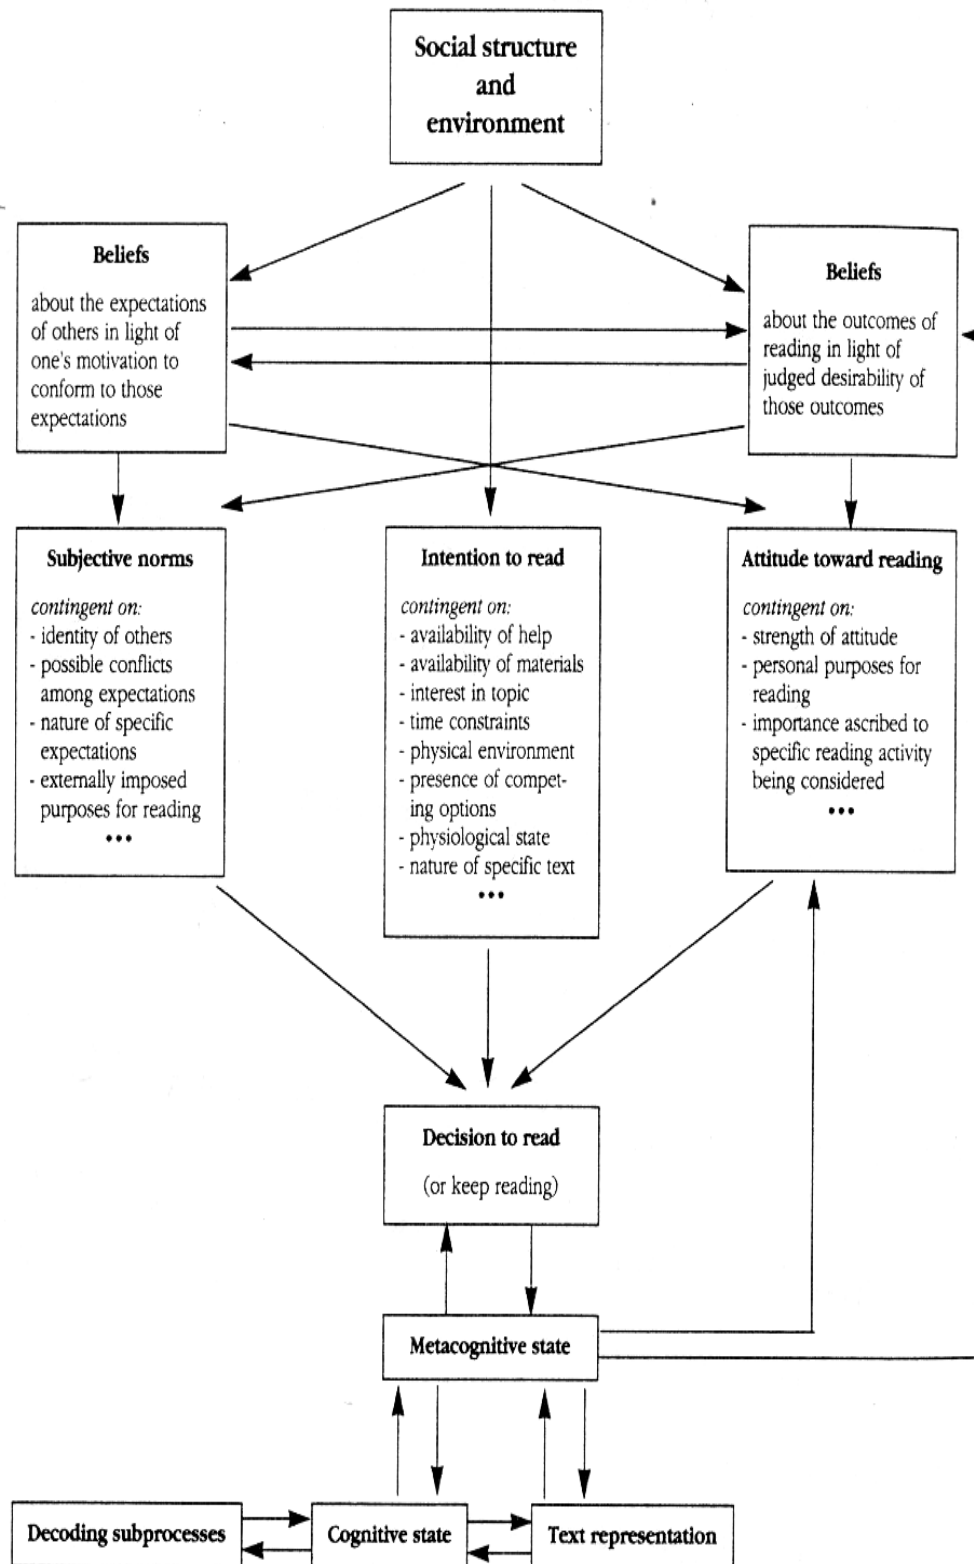 Social structure
and
environment
Beliefs
about the expectations
of others in light of
one's motivation to
conform to those
expectations
Beliefs
about the outcomes of
reading in light of
judged desirability of
those outcomes
Subjective norms
contingent on:
- identity of others
- possible conflicts
among expectations
- nature of specific
expectations
- externally imposed
purposes for reading
•••
Intention to read
contingent on:
- availability of help
- availability of materials
- interest in topic
- time constraints
- physical environment
- presence of compet-
ing options
- physiological state
- nature of specific text
•••
Attitude toward reading
contingent on:
- strength of attitude
- personal purposes for
reading
- importance ascribed to
specific reading activity
being considered
•••
Decision to read
(or keep reading)
Metacognitive state
Decoding subprocesses
Cognitive state
Text representation